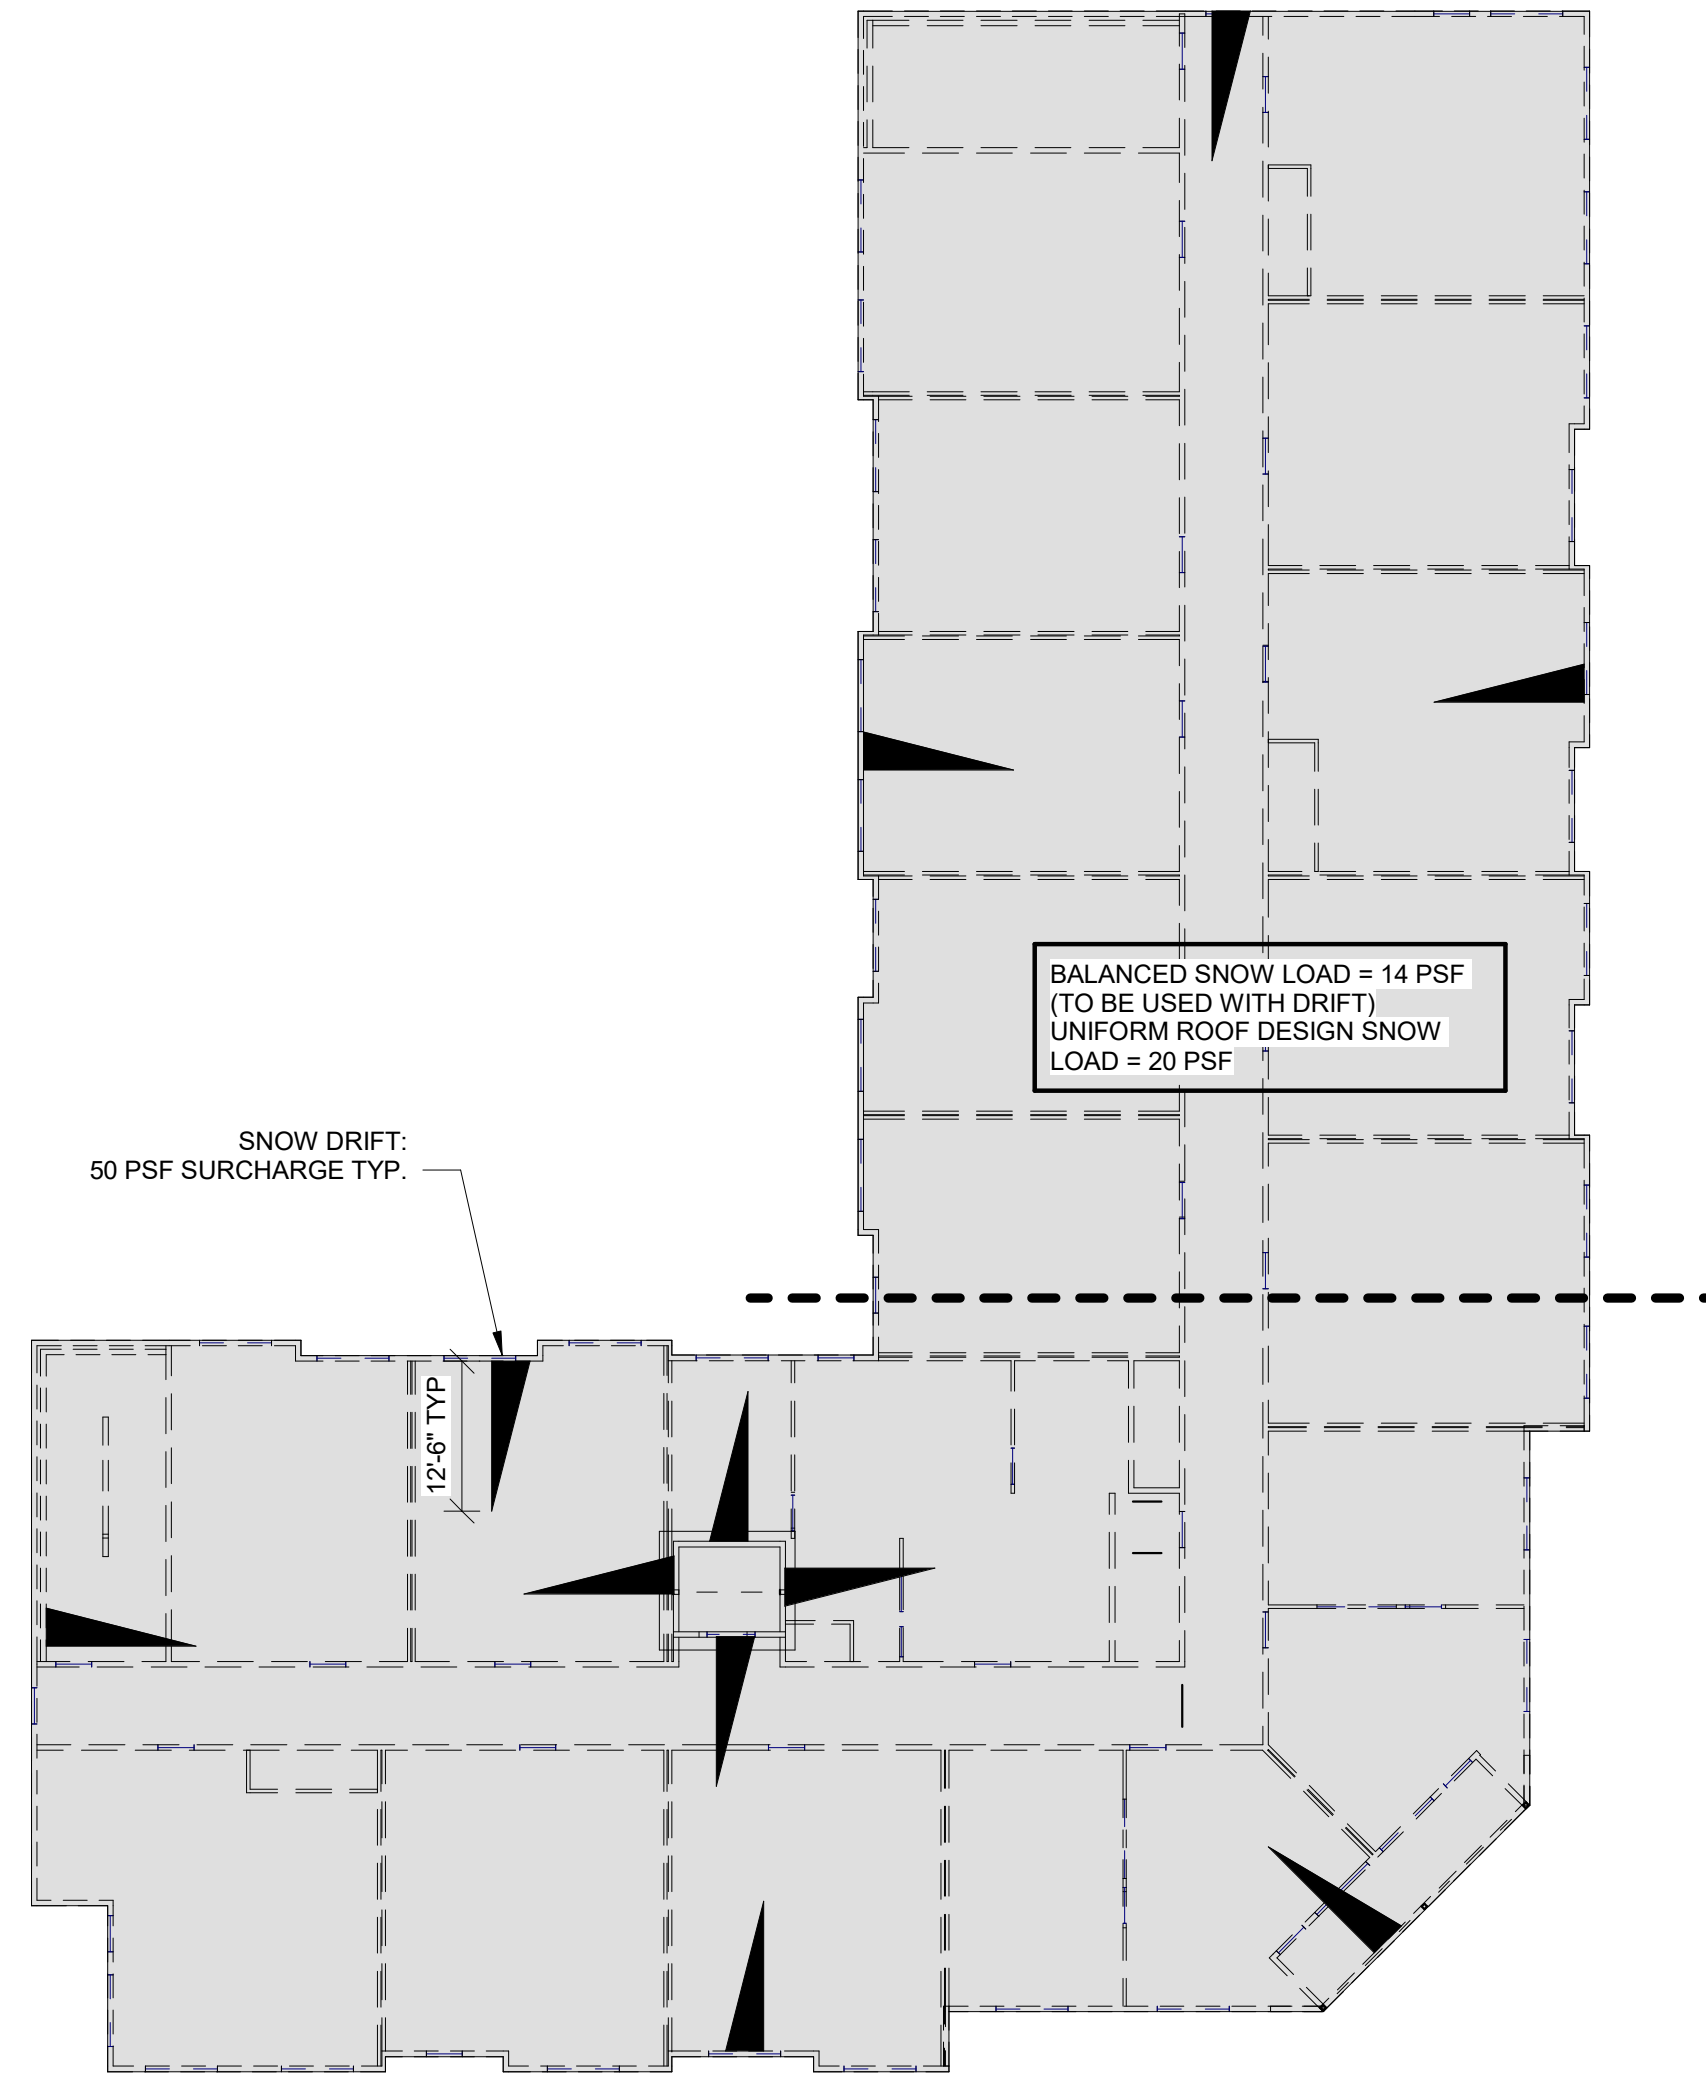 BALANCED SNOW LOAD = 14 PSF
(TO BE USED WITH DRIFT)
UNIFORM ROOF DESIGN SNOW
LOAD = 20 PSF
SNOW DRIFT:
50 PSF SURCHARGE TYP.
12'-6" TYP